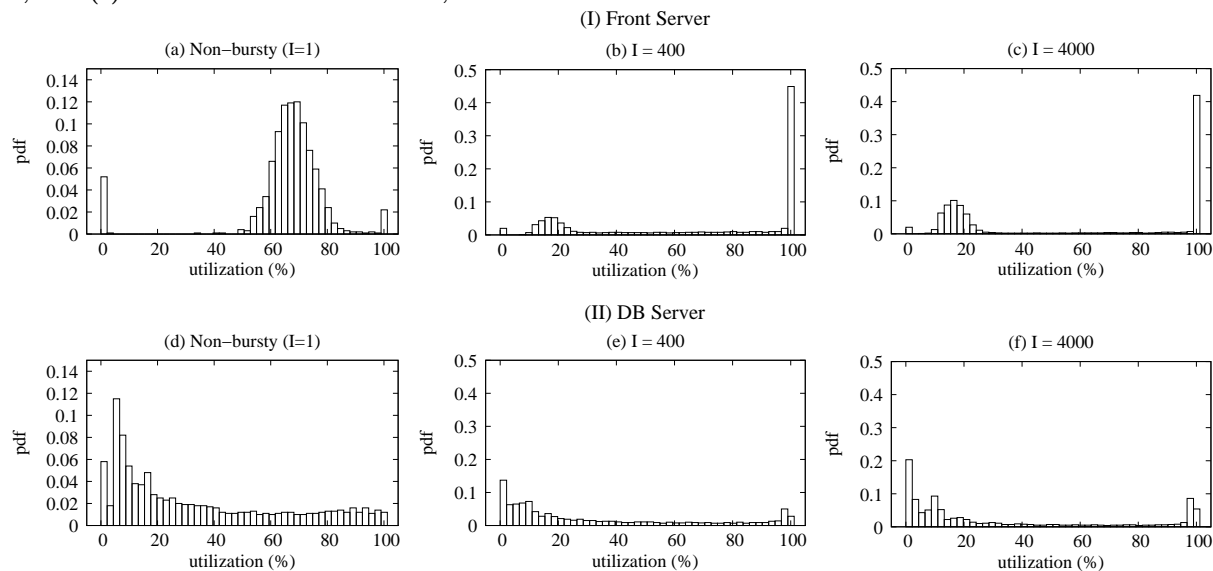 (I) Front Server
(a) Non−bursty (I=1)
(b) I = 400
(c) I = 4000
0.14
0.12
0.1
0.08
0.06
0.04
0.02
0
pdf
0 20 40 60 80 100
utilization (%)
0.5
0.4
0.3
0.2
0.1
0
pdf
0 20 40 60 80 100
utilization (%)
0.5
0.4
0.3
0.2
0.1
0
pdf
0 20 40 60 80 100
utilization (%)
(II) DB Server
(d) Non−bursty (I=1)
(e) I = 400
(f) I = 4000
0.14
0.12
0.1
0.08
0.06
0.04
0.02
0
pdf
0 20 40 60 80 100
utilization (%)
0.5
0.4
0.3
0.2
0.1
0
pdf
0 20 40 60 80 100
utilization (%)
0.5
0.4
0.3
0.2
0.1
0
pdf
0 20 40 60 80 100
utilization (%)